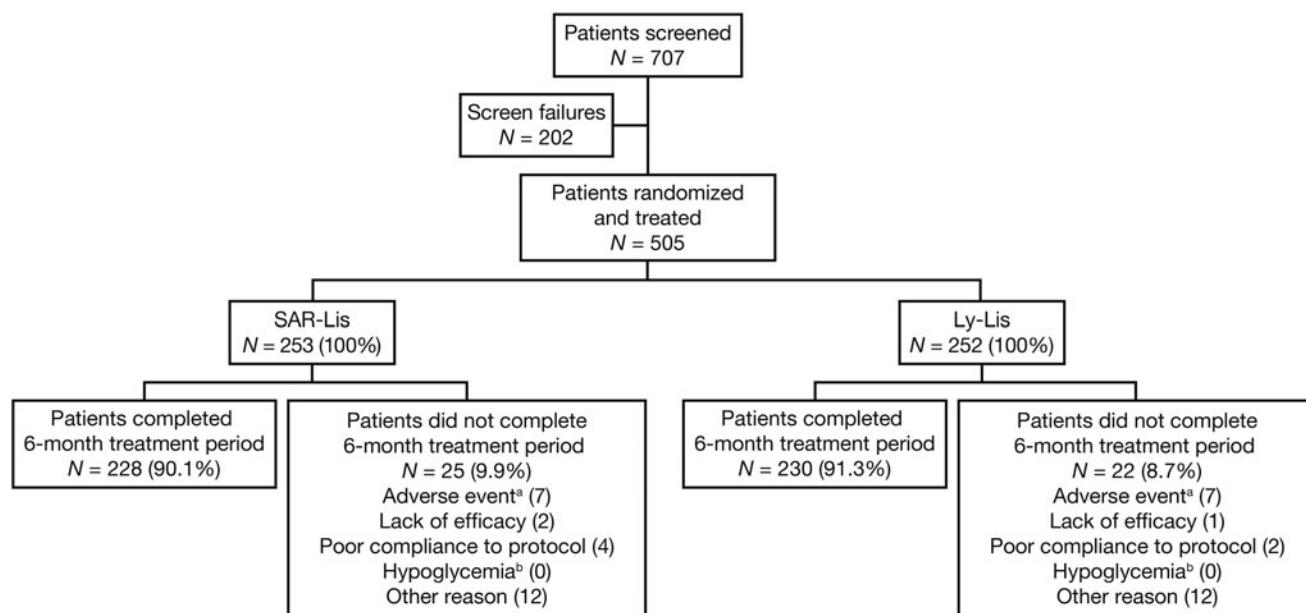 Patients screened
N = 707
Screen failures
N = 202
Patients randomized
and treated
N = 505
SAR-Lis
N = 253 (100%)
Ly-Lis
N = 252 (100%)
Patients completed
6-month treatment period
N = 228 (90.1%)
Patients did not complete
6-month treatment period
N = 25 (9.9%)
Adverse eventᵃ (7)
Lack of efficacy (2)
Poor compliance to protocol (4)
Hypoglycemiaᵇ (0)
Other reason (12)
Patients completed
6-month treatment period
N = 230 (91.3%)
Patients did not complete
6-month treatment period
N = 22 (8.7%)
Adverse eventᵃ (7)
Lack of efficacy (1)
Poor compliance to protocol (2)
Hypoglycemiaᵇ (0)
Other reason (12)